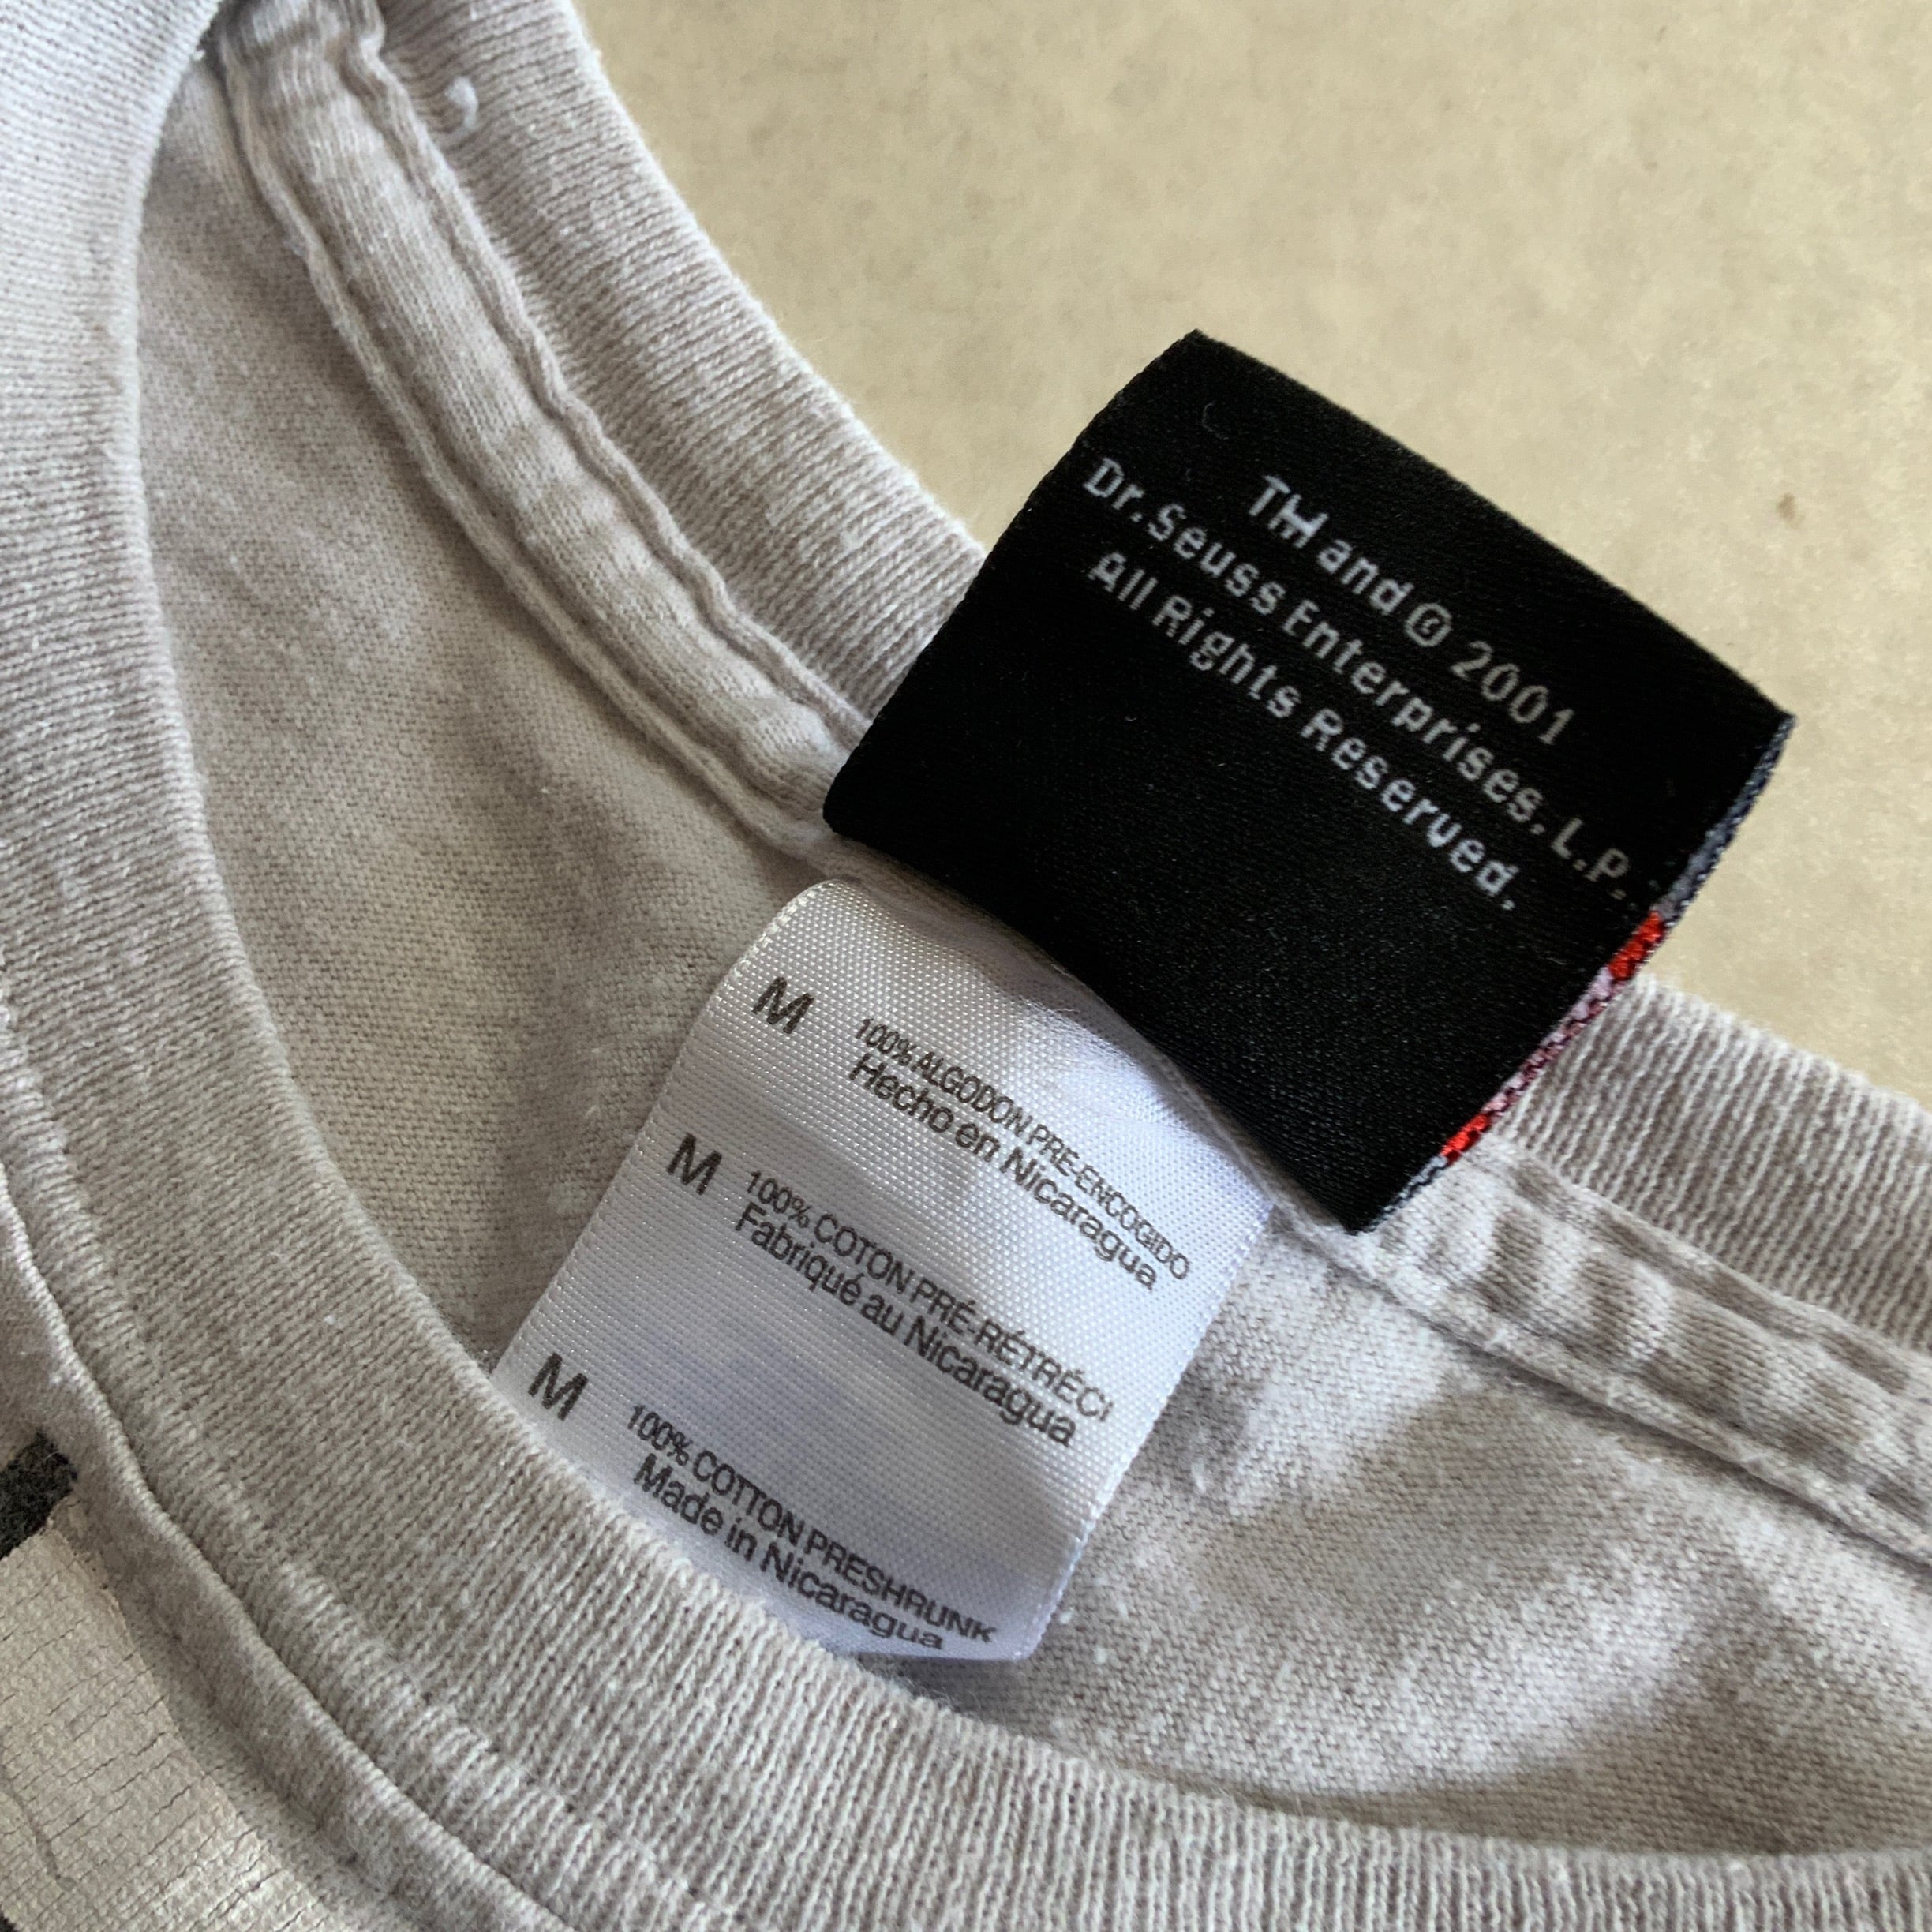 TM and © 2001
Dr. Seuss Enterprises, L.P.
All Rights Reserved.
M 100% ALGODON PRE-ENCOGIDO
Hecho en Nicaragua
M 100% COTON PRÉ-RÉTRÉCI
Fabriqué au Nicaragua
M 100% COTTON PRESHRUNK
Made in Nicaragua